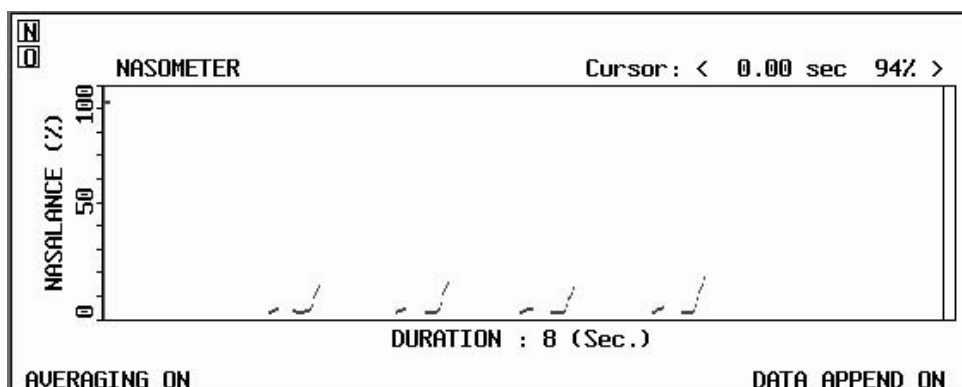 N
O
NASOMETER
Cursor: < 0.00 sec 94% >
NASALANCE (%)
100
50
0
DURATION : 8 (Sec.)
AVERAGING ON
DATA APPEND ON